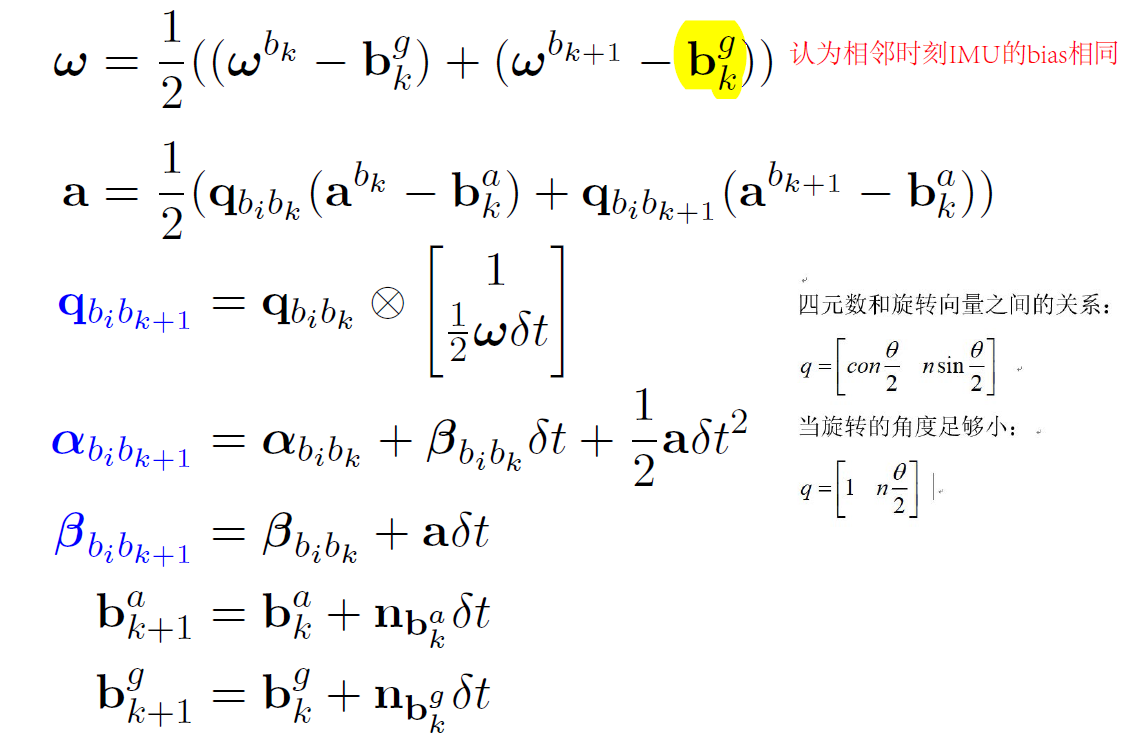 ω = 1/2((ω^{b_k} − b_k^g) + (ω^{b_{k+1}} − b_k^g)) 认为相邻时刻IMU的bias相同
a = 1/2(q_{b_i b_k}(a^{b_k} − b_k^a) + q_{b_i b_{k+1}}(a^{b_{k+1}} − b_k^a))
q_{b_i b_{k+1}} = q_{b_i b_k} ⊗ [1; 1/2 ωδt]
四元数和旋转向量之间的关系：
q = [con θ/2 n sin θ/2]
当旋转的角度足够小：
q = [1 n θ/2]
α_{b_i b_{k+1}} = α_{b_i b_k} + β_{b_i b_k} δt + 1/2 aδt^2
β_{b_i b_{k+1}} = β_{b_i b_k} + aδt
b_{k+1}^a = b_k^a + n_{b_k^a} δt
b_{k+1}^g = b_k^g + n_{b_k^g} δt